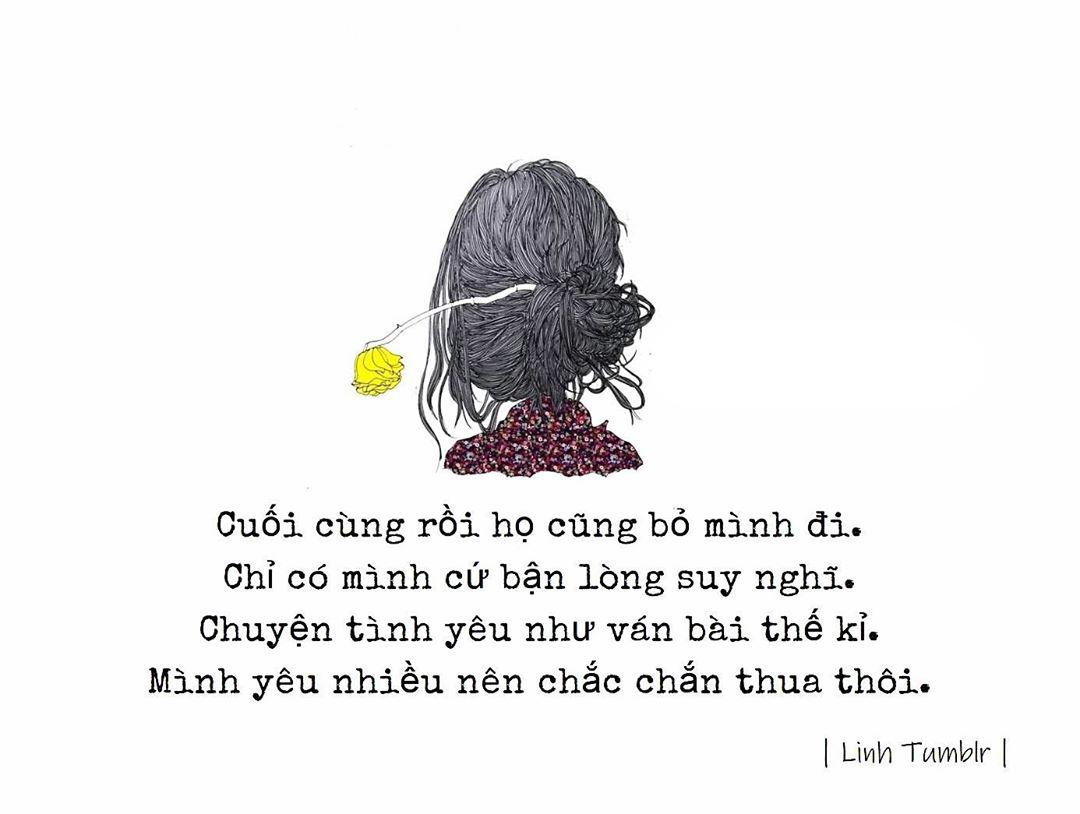 Cuối cùng rồi họ cũng bỏ mình đi.
Chỉ có mình cứ bận lòng suy nghĩ.
Chuyện tình yêu như ván bài thế kỉ.
Mình yêu nhiều nên chắc chắn thua thôi.
| Linh Tumblr |